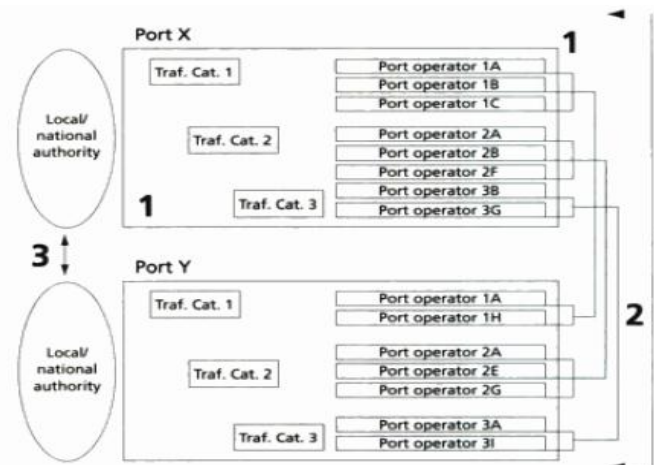 Port X
1
Traf. Cat. 1
Port operator 1A
Port operator 1B
Port operator 1C
Local/
national
authority
Traf. Cat. 2
Port operator 2A
Port operator 2B
Port operator 2F
Port operator 3B
Port operator 3G
1
Traf. Cat. 3
3
Port Y
Traf. Cat. 1
Port operator 1A
Port operator 1H
2
Local/
national
authority
Traf. Cat. 2
Port operator 2A
Port operator 2E
Port operator 2G
Traf. Cat. 3
Port operator 3A
Port operator 3I